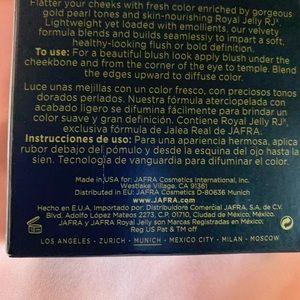 Flatter your cheeks with fresh color enriched by gorgeous
gold pearl tones and skin-nourishing Royal Jelly RJx.
Lightweight yet loaded with emollients, our velvety
formula blends and builds seamlessly to impart a soft,
healthy-looking flush or bold definition.
To use: For a beautiful blush look apply blush under the
cheekbone and from the corner of the eye to temple. Blend
the edges upward to diffuse color.
Luce unas mejillas con un color fresco, con preciosos tonos
dorados perlados. Nuestra fórmula aterciopelada con
acabado ligero se difumina fácilmente para brindar un
color suave y gran definición. Contiene Royal Jelly RJx,
exclusiva fórmula de Jalea Real de JAFRA.
Instrucciones de uso: Para una apariencia hermosa, aplica
rubor debajo del pómulo y desde la esquina del ojo hasta la
sien. Tecnología de vanguardia para difuminar el color.
Made in USA for: JAFRA Cosmetics International, Inc.
Westlake Village, CA 91361
Distributed in EU: JAFRA Cosmetics D-80636 Munich
www.JAFRA.com
Hecho en E.U.A. Importado por: Distribuidora Comercial JAFRA, S.A. de C.V.
Blvd. Adolfo López Mateos 2273, C.P. 01710, Ciudad de México, México.
JAFRA y JAFRA Royal Jelly son Marcas Registradas en México.
Reg US Pat & TM off
LOS ANGELES - ZURICH - MUNICH - MEXICO CITY - MILAN - MOSCOW